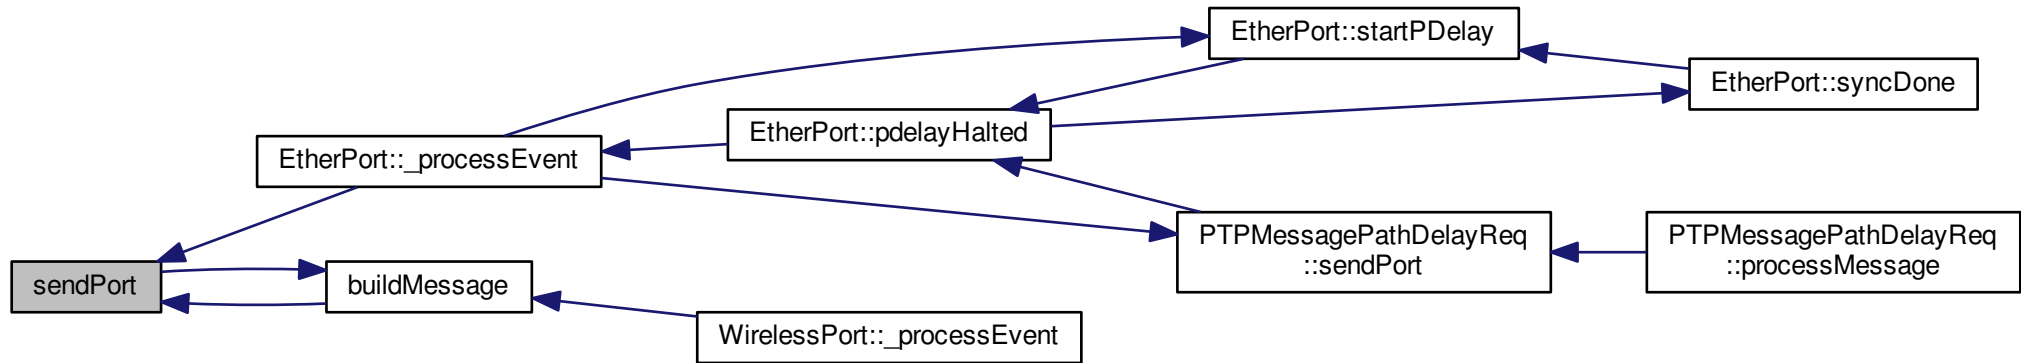 EtherPort::startPDelay
EtherPort::syncDone
EtherPort::pdelayHalted
EtherPort::_processEvent
PTPMessagePathDelayReq
::sendPort
PTPMessagePathDelayReq
::processMessage
sendPort
buildMessage
WirelessPort::_processEvent